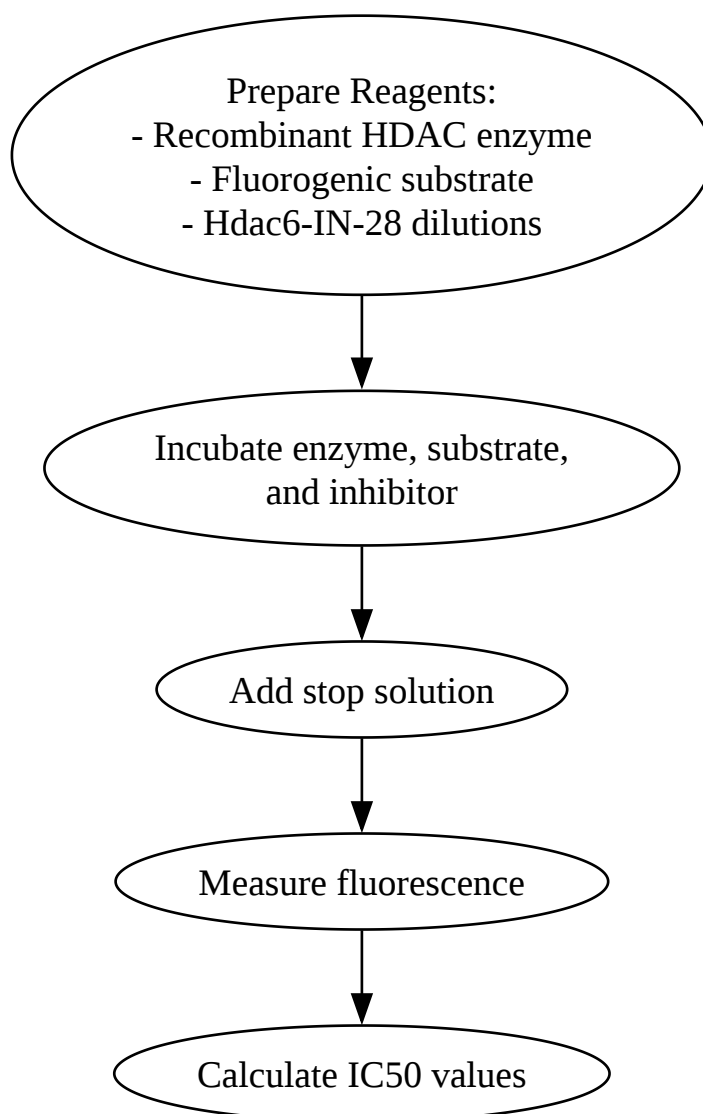 Prepare Reagents:
- Recombinant HDAC enzyme
- Fluorogenic substrate
- Hdac6-IN-28 dilutions
Incubate enzyme, substrate,
and inhibitor
Add stop solution
Measure fluorescence
Calculate IC50 values